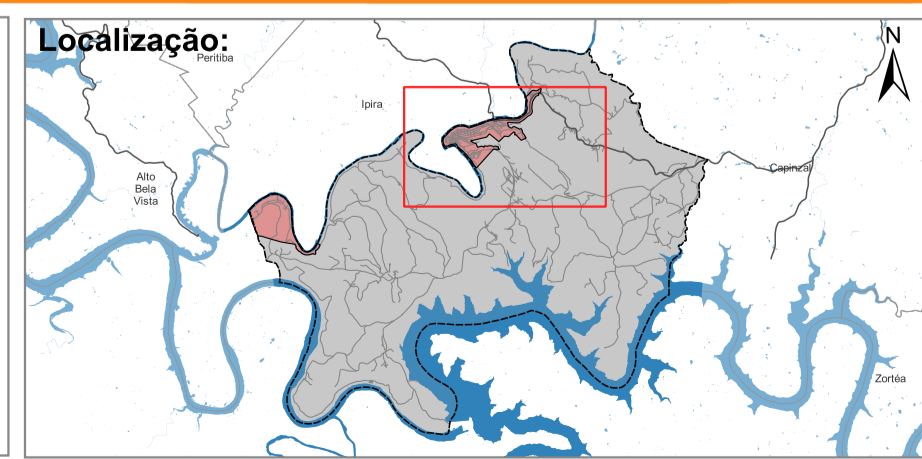 Localização:
N
Peritiba
Ipira
Capinzal
Alto
Bela
Vista
Zortéa